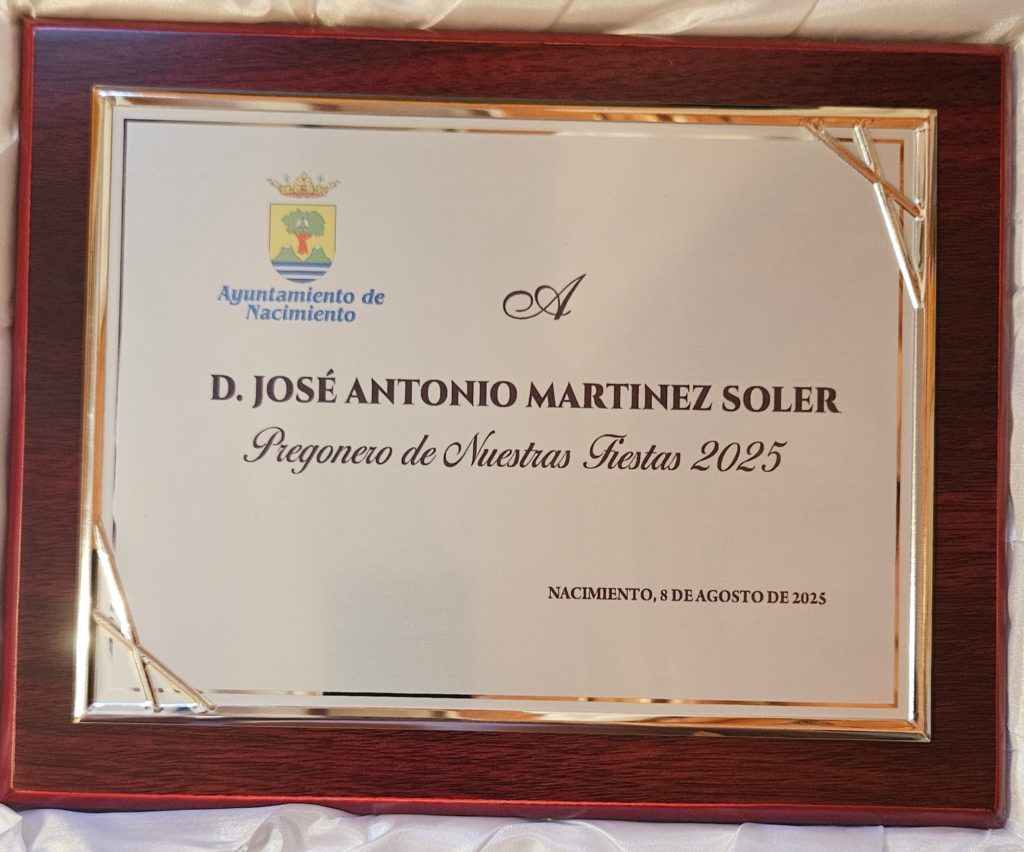 Ayuntamiento de
Nacimiento
A
D. JOSÉ ANTONIO MARTINEZ SOLER
Pregonero de Nuestras Fiestas 2025
NACIMIENTO, 8 DE AGOSTO DE 2025